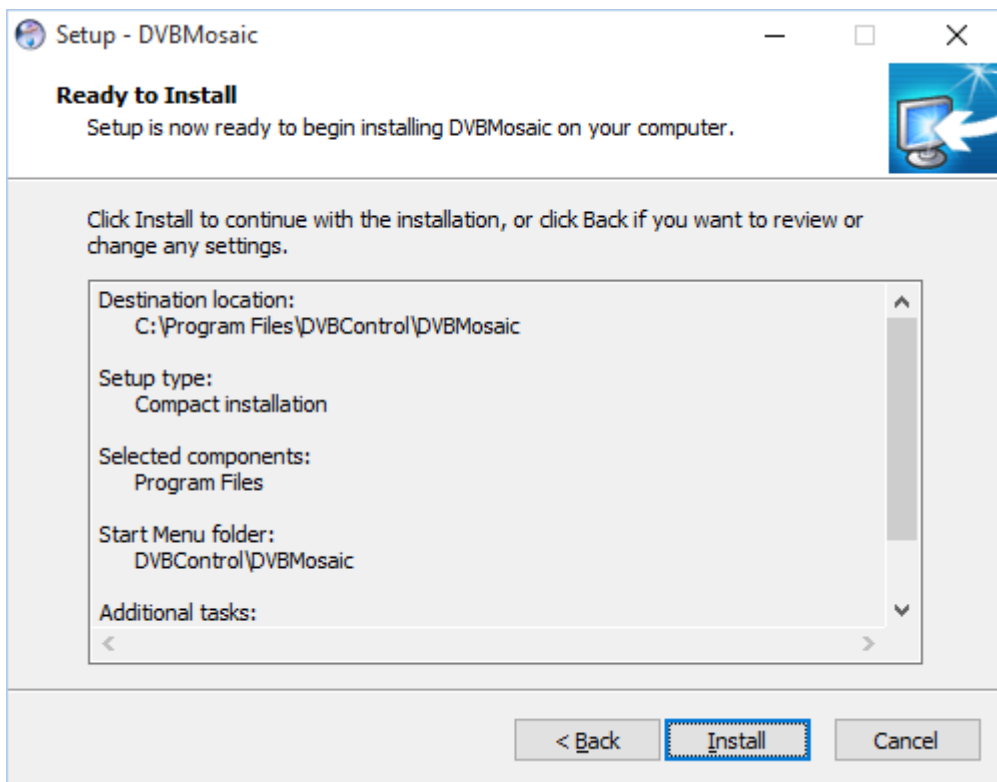 Setup - DVBMosaic
Ready to Install
Setup is now ready to begin installing DVBMosaic on your computer.
Click Install to continue with the installation, or click Back if you want to review or
change any settings.
Destination location:
C:\Program Files\DVBControl\DVBMosaic
Setup type:
Compact installation
Selected components:
Program Files
Start Menu folder:
DVBControl\DVBMosaic
Additional tasks:
< Back
Install
Cancel